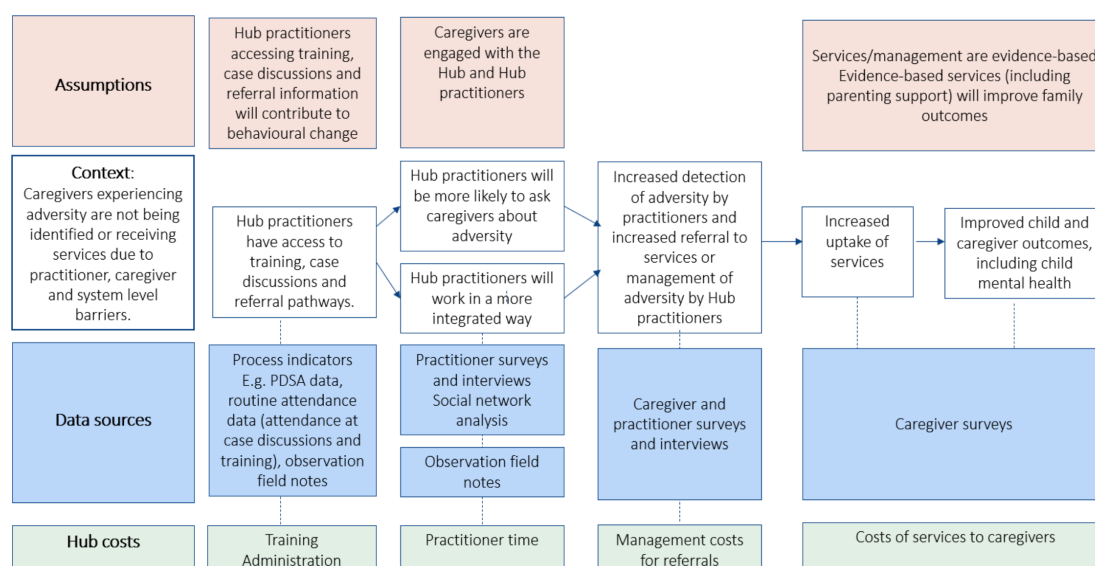 Assumptions
Hub practitioners
accessing training,
case discussions and
referral information
will contribute to
behavioural change
Caregivers are
engaged with the
Hub and Hub
practitioners
Services/management are evidence-based
Evidence-based services (including
parenting support) will improve family
outcomes
Context:
Caregivers experiencing
adversity are not being
identified or receiving
services due to
practitioner, caregiver
and system level
barriers.
Hub practitioners
have access to
training, case
discussions and
referral pathways.
Hub practitioners will
be more likely to ask
caregivers about
adversity
Hub practitioners will
work in a more
integrated way
Increased detection
of adversity by
practitioners and
increased referral to
services or
management of
adversity by Hub
practitioners
Increased
uptake of
services
Improved child and
caregiver outcomes,
including child
mental health
Data sources
Process indicators
E.g. PDSA data,
routine attendance
data (attendance at
case discussions and
training), observation
field notes
Practitioner surveys
and interviews
Social network
analysis
Observation field
notes
Caregiver and
practitioner surveys
and interviews
Caregiver surveys
Hub costs
Training
Administration
Practitioner time
Management costs
for referrals
Costs of services to caregivers